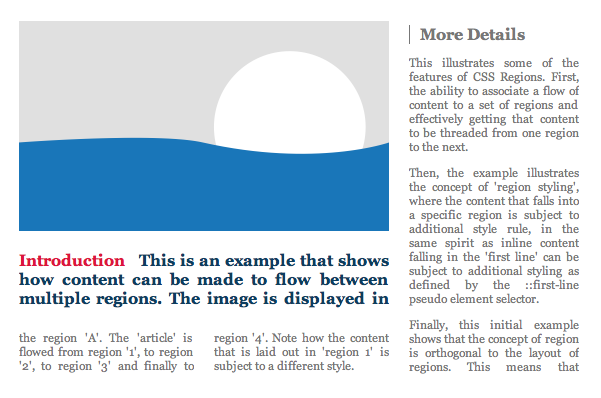 Introduction This is an example that shows
how content can be made to flow between
multiple regions. The image is displayed in
the region 'A'. The 'article' is
flowed from region '1', to region
'2', to region '3' and finally to
region '4'. Note how the content
that is laid out in 'region 1' is
subject to a different style.
More Details
This illustrates some of the
features of CSS Regions. First,
the ability to associate a flow of
content to a set of regions and
effectively getting that content
to be threaded from one region
to the next.
Then, the example illustrates
the concept of 'region styling',
where the content that falls into
a specific region is subject to
additional style rule, in the
same spirit as inline content
falling in the 'first line' can be
subject to additional styling as
defined by the ::first-line
pseudo element selector.
Finally, this initial example
shows that the concept of region
is orthogonal to the layout of
regions. This means that